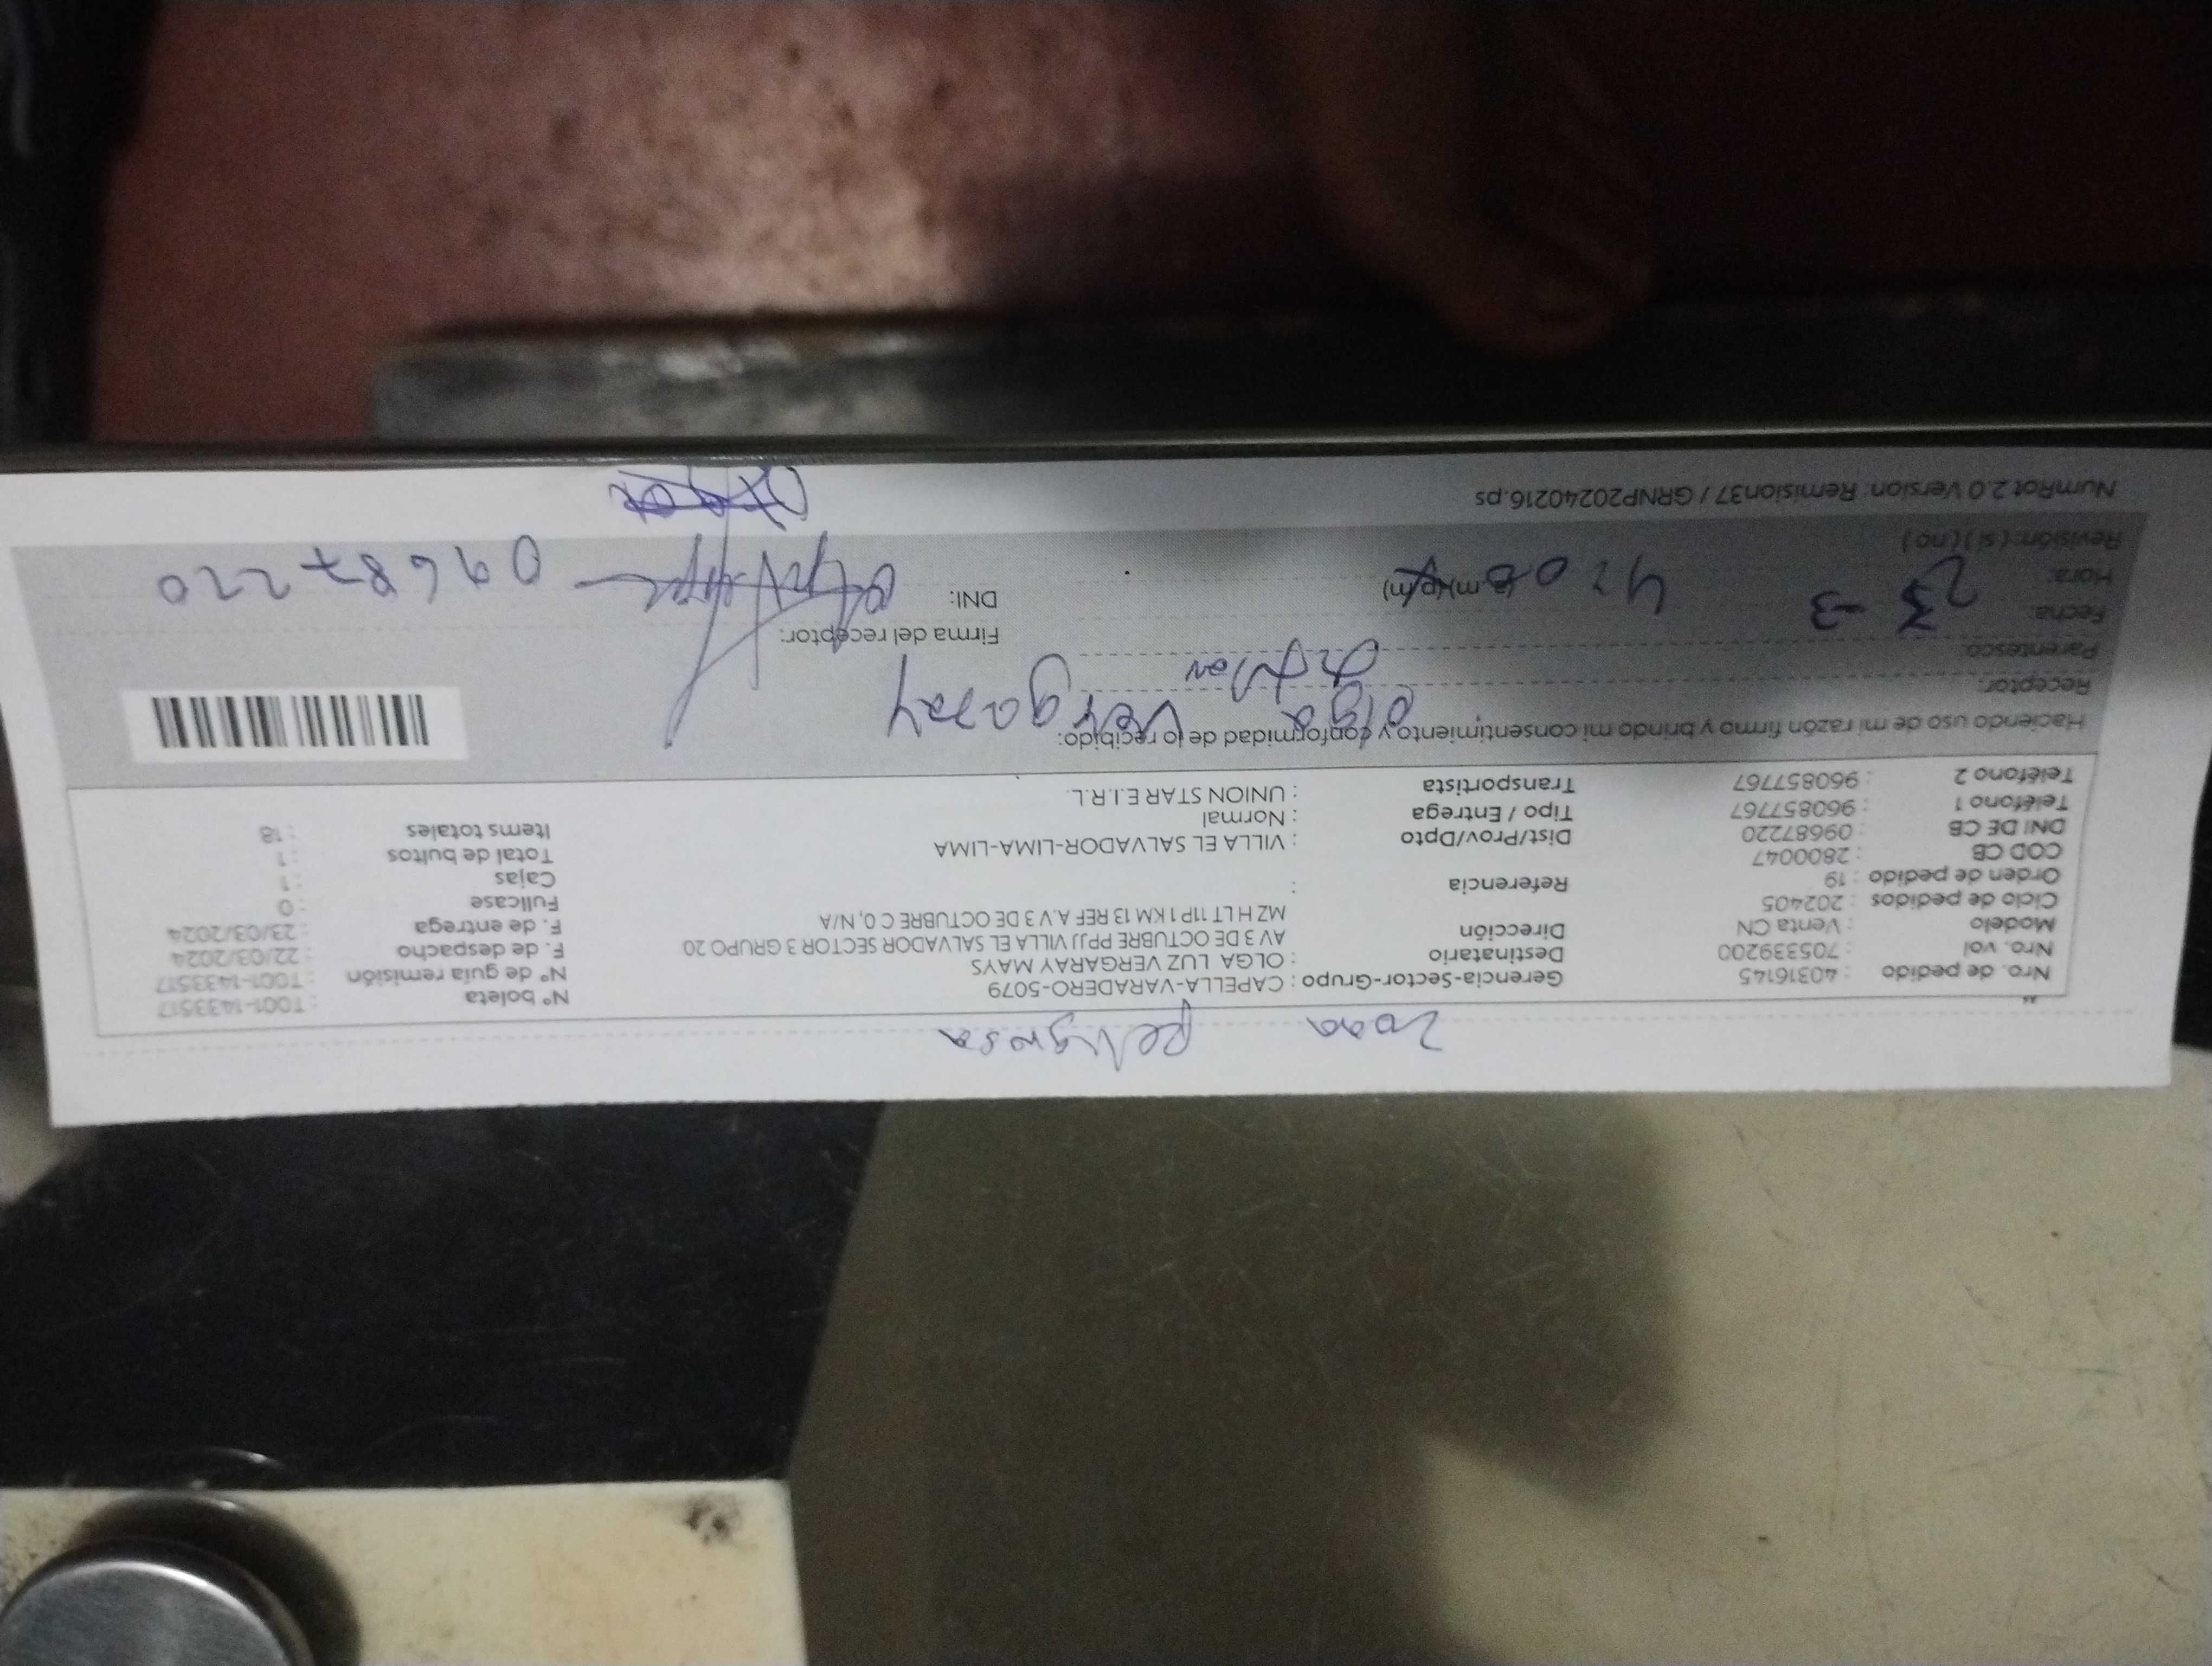 Zona peligrosa
Nro. de pedido : 40316145 Gerencia-Sector-Grupo : CAPELLA-VARADERO-5079 N° boleta : T001-1433517
Nro. vol : 705339200 Destinatario : OLGA LUZ VERGARAY MAYS N° de guía remisión : T001-1433517
Modelo : Venta CN Dirección AV 3 DE OCTUBRE PPJJ VILLA EL SALVADOR SECTOR 3 GRUPO 20 F. de despacho : 22/03/2024
Ciclo de pedidos : 202405 MZ H LT 11P 1 KM 13 REF A.V 3 DE OCTUBRE C 0, N/A F. de entrega : 23/03/2024
Orden de pedido : 19 Referencia : Fullcase : 0
COD CB : 2800047 Cajas : 1
DNI DE CB : 09687220 Dist/Prov/Dpto : VILLA EL SALVADOR-LIMA-LIMA Total de bultos : 1
Teléfono 1 : 960857767 Tipo / Entrega : Normal Items totales : 18
Teléfono 2 : 960857767 Transportista : UNION STAR E.I.R.L.
Haciendo uso de mi razón firmo y brindo mi consentimiento y conformidad de lo recibido:
Receptor: Olga Vergaray
Parentesco: Firma del receptor:
Fecha: 23-3
Hora: 4:08 (a.m)(p/m) DNI: 09687220
Revisión: (si) (no)
NumRot 2.0 Version: Remision37 / GRNP20240216.ps